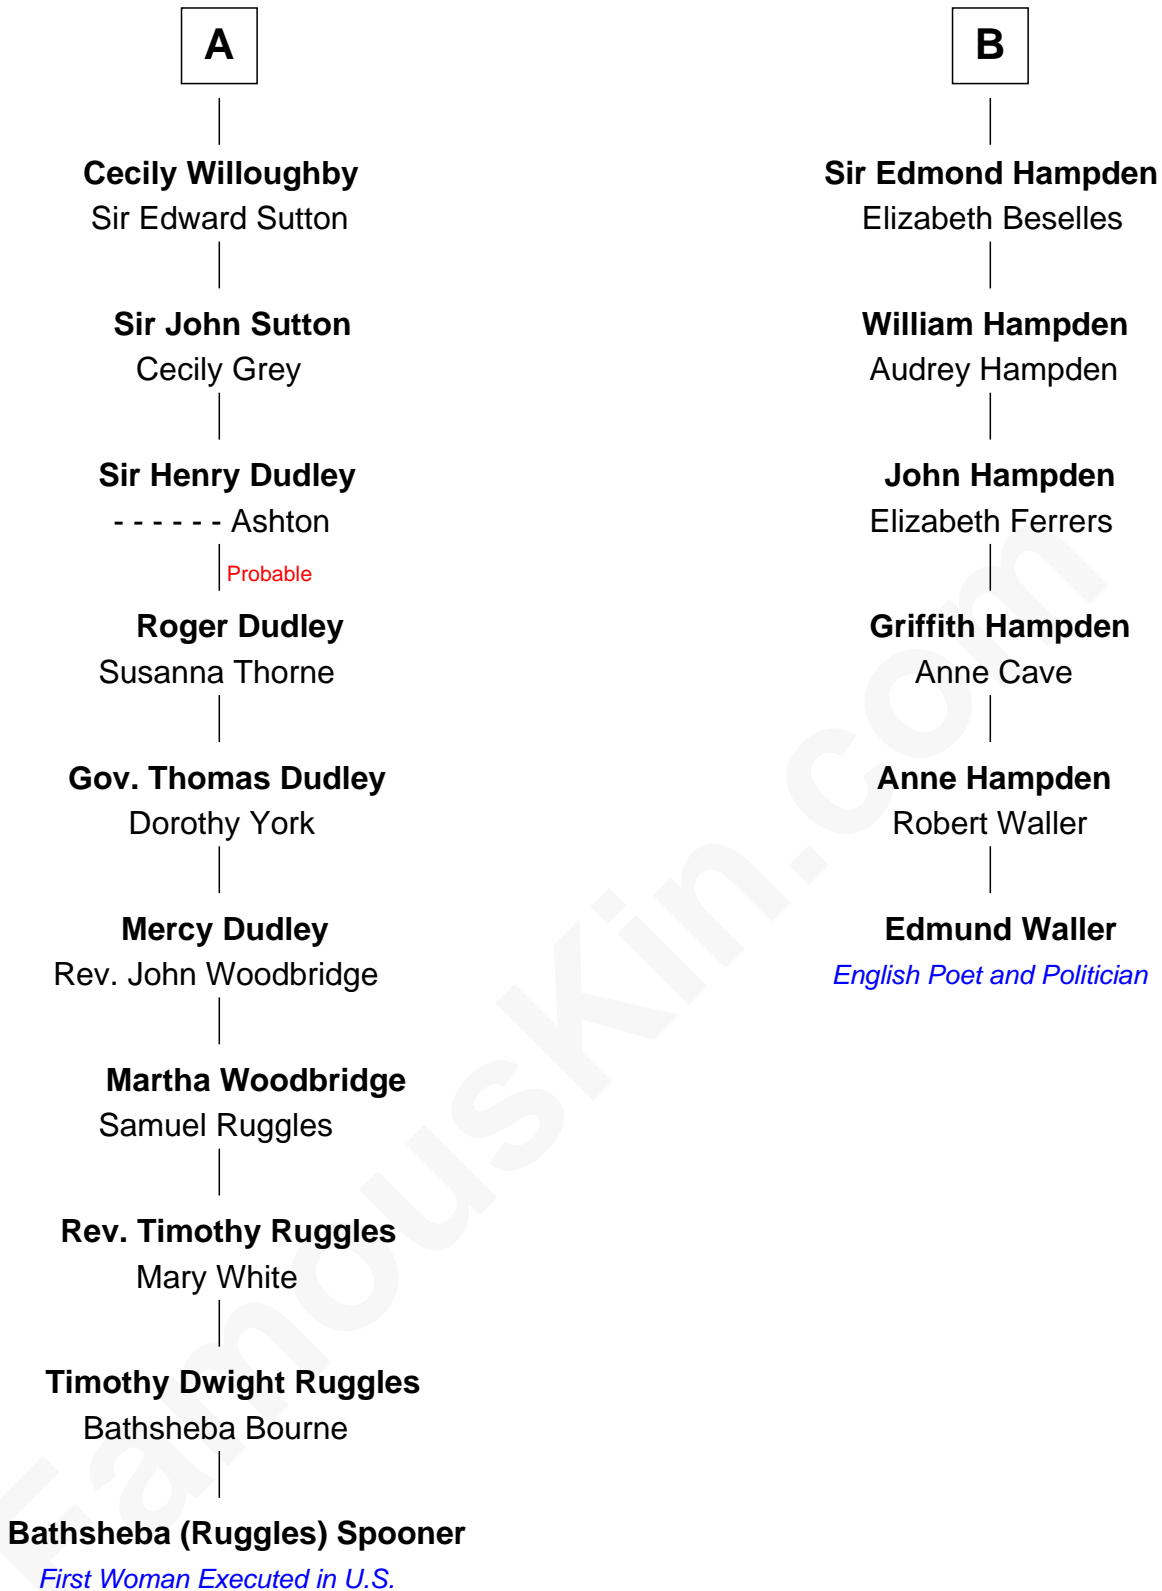 A
Cecily Willoughby
Sir Edward Sutton
Sir John Sutton
Cecily Grey
Sir Henry Dudley
- - - - - - Ashton
Probable
Roger Dudley
Susanna Thorne
Gov. Thomas Dudley
Dorothy York
Mercy Dudley
Rev. John Woodbridge
Martha Woodbridge
Samuel Ruggles
Rev. Timothy Ruggles
Mary White
Timothy Dwight Ruggles
Bathsheba Bourne
Bathsheba (Ruggles) Spooner
First Woman Executed in U.S.
B
Sir Edmond Hampden
Elizabeth Beselles
William Hampden
Audrey Hampden
John Hampden
Elizabeth Ferrers
Griffith Hampden
Anne Cave
Anne Hampden
Robert Waller
Edmund Waller
English Poet and Politician
FamousKin.com